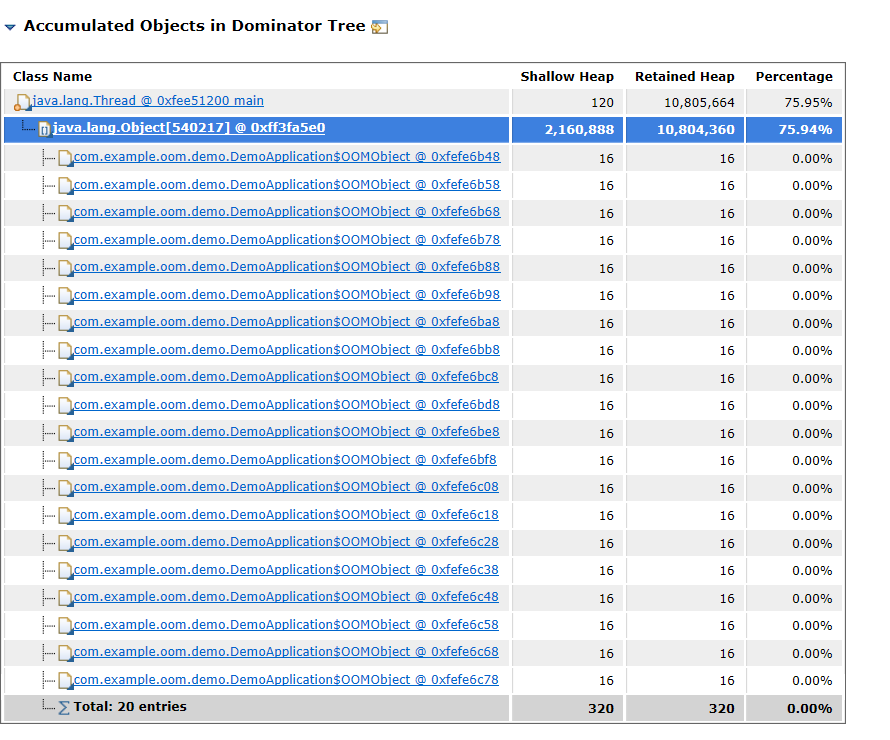 Accumulated Objects in Dominator Tree
Class Name Shallow Heap Retained Heap Percentage
java.lang.Thread @ 0xfee51200 main 120 10,805,664 75.95%
java.lang.Object[540217] @ 0xff3fa5e0 2,160,888 10,804,360 75.94%
com.example.oom.demo.DemoApplication$OOMObject @ 0xfefe6b48 16 16 0.00%
com.example.oom.demo.DemoApplication$OOMObject @ 0xfefe6b58 16 16 0.00%
com.example.oom.demo.DemoApplication$OOMObject @ 0xfefe6b68 16 16 0.00%
com.example.oom.demo.DemoApplication$OOMObject @ 0xfefe6b78 16 16 0.00%
com.example.oom.demo.DemoApplication$OOMObject @ 0xfefe6b88 16 16 0.00%
com.example.oom.demo.DemoApplication$OOMObject @ 0xfefe6b98 16 16 0.00%
com.example.oom.demo.DemoApplication$OOMObject @ 0xfefe6ba8 16 16 0.00%
com.example.oom.demo.DemoApplication$OOMObject @ 0xfefe6bb8 16 16 0.00%
com.example.oom.demo.DemoApplication$OOMObject @ 0xfefe6bc8 16 16 0.00%
com.example.oom.demo.DemoApplication$OOMObject @ 0xfefe6bd8 16 16 0.00%
com.example.oom.demo.DemoApplication$OOMObject @ 0xfefe6be8 16 16 0.00%
com.example.oom.demo.DemoApplication$OOMObject @ 0xfefe6bf8 16 16 0.00%
com.example.oom.demo.DemoApplication$OOMObject @ 0xfefe6c08 16 16 0.00%
com.example.oom.demo.DemoApplication$OOMObject @ 0xfefe6c18 16 16 0.00%
com.example.oom.demo.DemoApplication$OOMObject @ 0xfefe6c28 16 16 0.00%
com.example.oom.demo.DemoApplication$OOMObject @ 0xfefe6c38 16 16 0.00%
com.example.oom.demo.DemoApplication$OOMObject @ 0xfefe6c48 16 16 0.00%
com.example.oom.demo.DemoApplication$OOMObject @ 0xfefe6c58 16 16 0.00%
com.example.oom.demo.DemoApplication$OOMObject @ 0xfefe6c68 16 16 0.00%
com.example.oom.demo.DemoApplication$OOMObject @ 0xfefe6c78 16 16 0.00%
Σ Total: 20 entries 320 320 0.00%